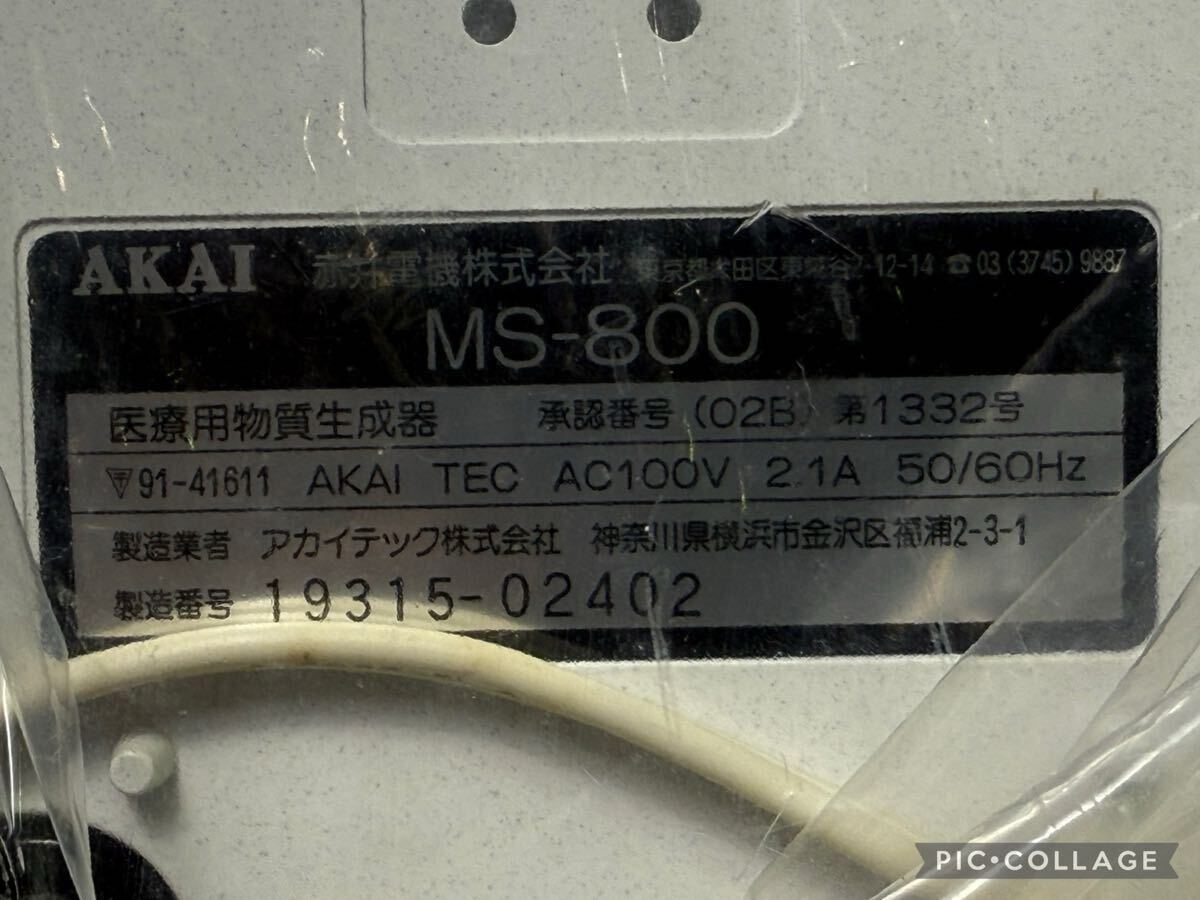 AKAI 赤井電機株式会社 東京都大田区東糀谷2-12-14 ☎03(3745)9887
MS-800
医療用物質生成器 承認番号(02B)第1332号
〒91-41611 AKAI TEC AC100V 2.1A 50/60Hz
製造業者 アカイテック株式会社 神奈川県横浜市金沢区福浦2-3-1
製造番号 19315-02402
PIC•COLLAGE